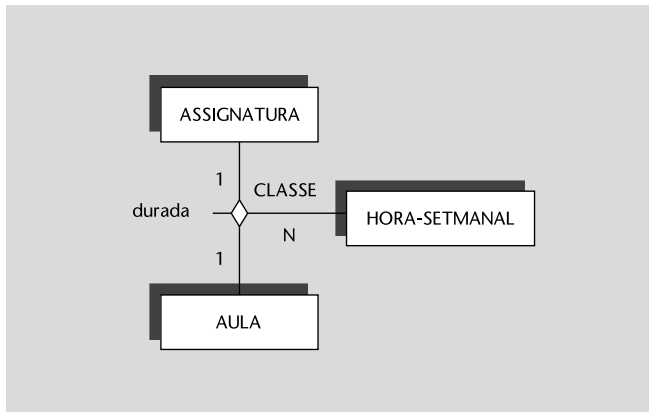 ASSIGNATURA
1
CLASSE
durada
HORA-SETMANAL
N
1
AULA